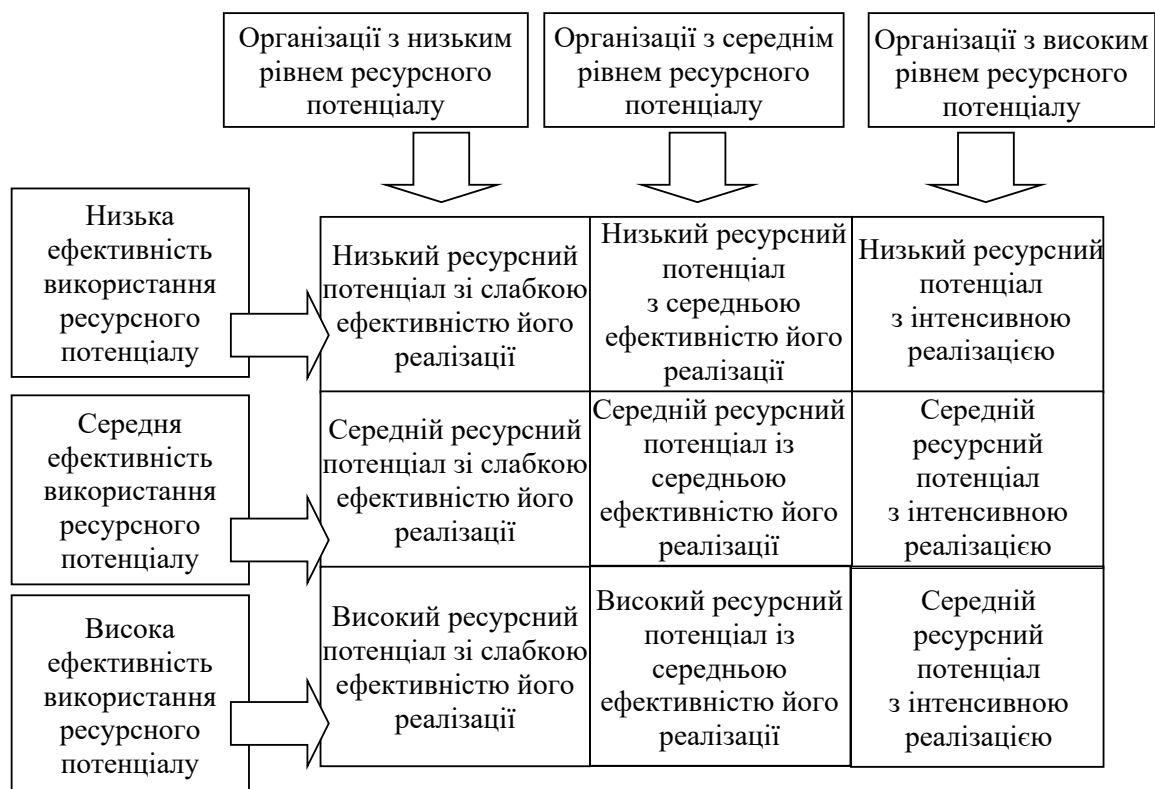 Організації з низьким
рівнем ресурсного
потенціалу
Організації з середнім
рівнем ресурсного
потенціалу
Організації з високим
рівнем ресурсного
потенціалу
Низька
ефективність
використання
ресурсного
потенціалу
Низький ресурсний
потенціал зі слабкою
ефективністю його
реалізації
Низький ресурсний
потенціал
з середньою
ефективністю його
реалізації
Низький ресурсний
потенціал
з інтенсивною
реалізацією
Середня
ефективність
використання
ресурсного
потенціалу
Середній ресурсний
потенціал зі слабкою
ефективністю його
реалізації
Середній ресурсний
потенціал із
середньою
ефективністю його
реалізації
Середній
ресурсний
потенціал
з інтенсивною
реалізацією
Висока
ефективність
використання
ресурсного
потенціалу
Високий ресурсний
потенціал зі слабкою
ефективністю його
реалізації
Високий ресурсний
потенціал із
середньою
ефективністю його
реалізації
Середній
ресурсний
потенціал
з інтенсивною
реалізацією